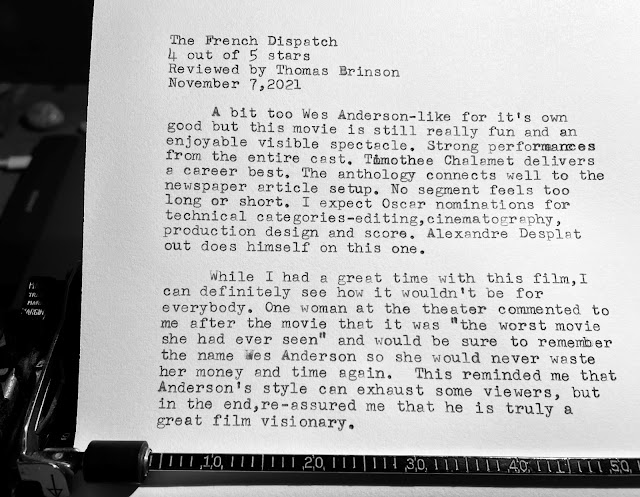 The French Dispatch
4 out of 5 stars
Reviewed by Thomas Brinson
November 7,2021
A bit too Wes Anderson-like for it's own
good but this movie is still really fun and an
enjoyable visible spectacle. Strong performances
from the entire cast. Timothee Chalamet delivers
a career best. The anthology connects well to the
newspaper article setup. No segment feels too
long or short. I expect Oscar nominations for
technical categories-editing,cinematography,
production design and score. Alexandre Desplat
out does himself on this one.
While I had a great time with this film,I
can definitely see how it wouldn't be for
everybody. One woman at the theater commented to
me after the movie that it was "the worst movie
she had ever seen" and would be sure to remember
the name Wes Anderson so she would never waste
her money and time again.  This reminded me that
Anderson's style can exhaust some viewers, but
in the end,re-assured me that he is truly a
great film visionary.
MARGIN
10 20 30 40 50